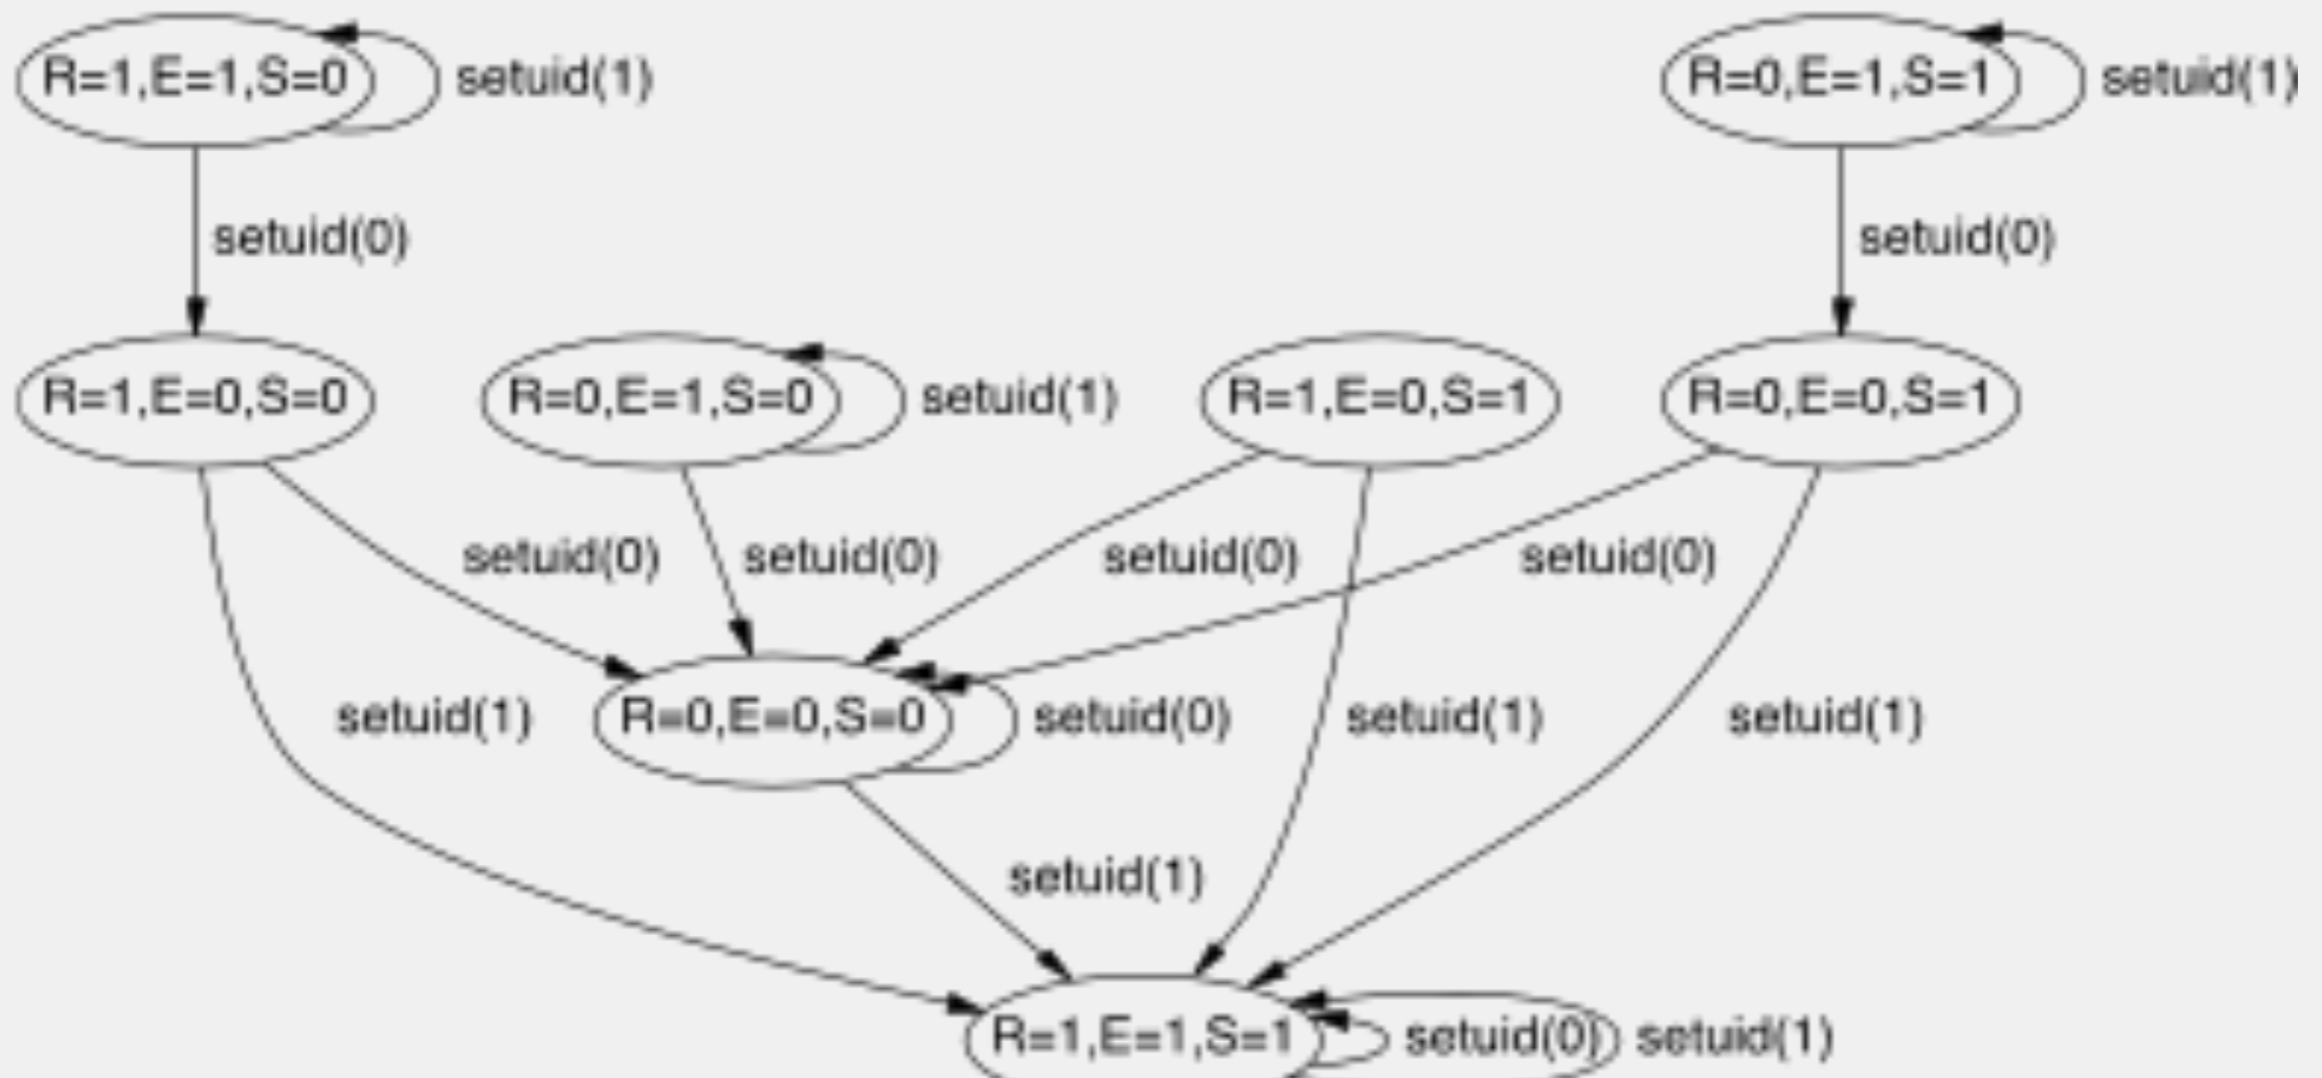 R=1,E=1,S=0
setuid(1)
R=0,E=1,S=1
setuid(1)
setuid(0)
setuid(0)
R=1,E=0,S=0
R=0,E=1,S=0
setuid(1)
R=1,E=0,S=1
R=0,E=0,S=1
setuid(0)
setuid(0)
setuid(0)
setuid(0)
setuid(1)
R=0,E=0,S=0
setuid(0)
setuid(1)
setuid(1)
setuid(1)
R=1,E=1,S=1
setuid(0)
setuid(1)